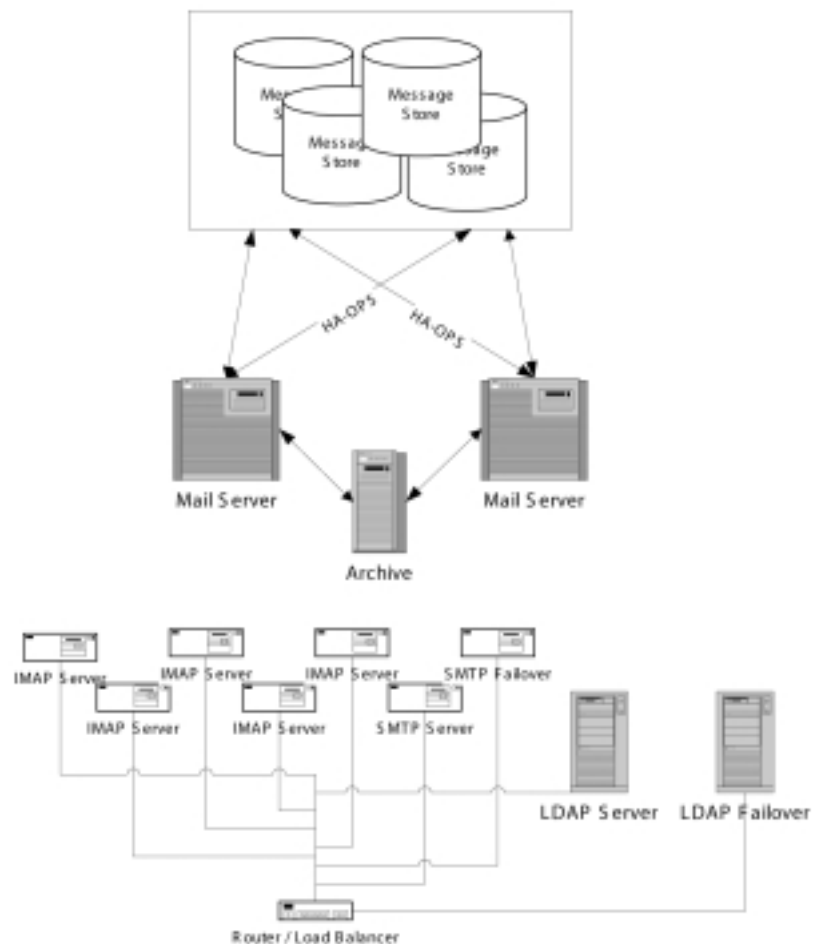 Message
Store
Message
Store
HA-OPS
HA-OPS
Mail Server
Mail Server
Archive
IMAP Server
IMAP Server
IMAP Server
SMTP Failover
IMAP Server
IMAP Server
SMTP Server
LDAP Server
LDAP Failover
Router / Load Balancer